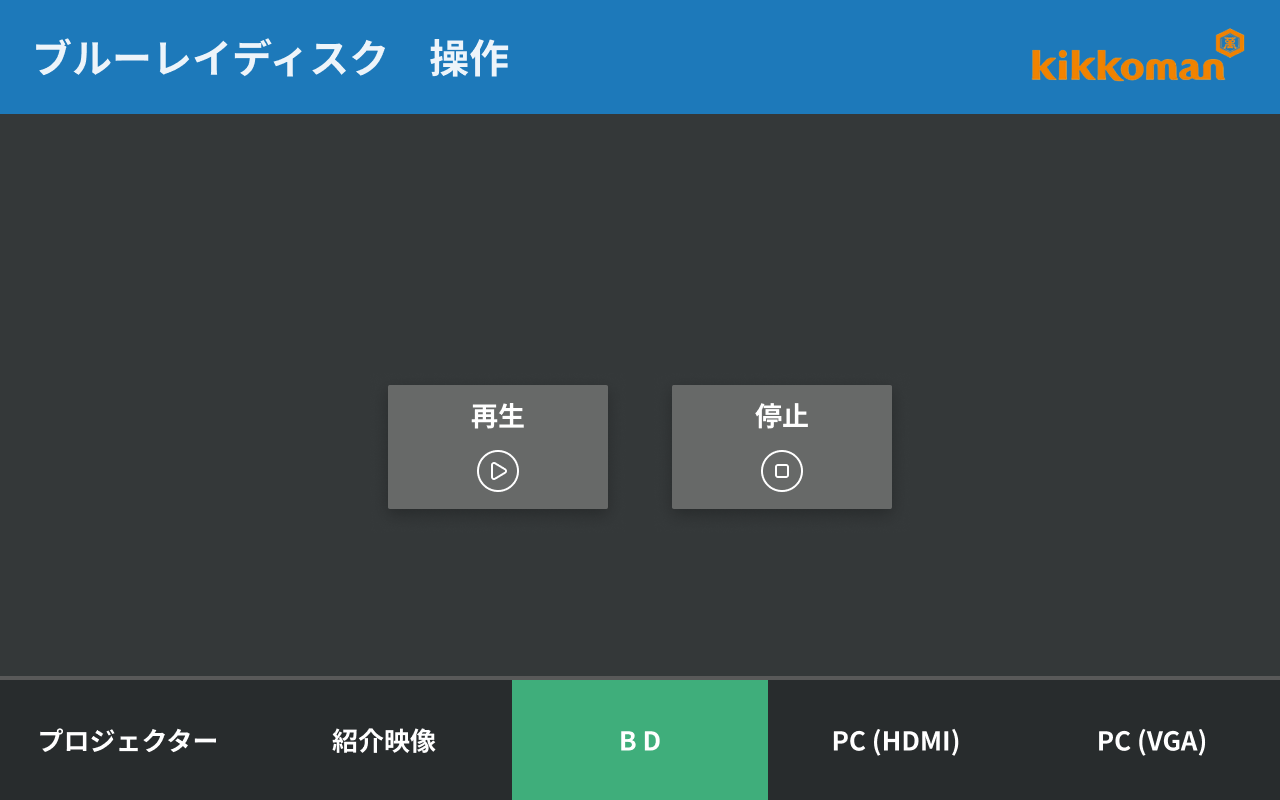 ブルーレイディスク　操作
kikkoman
再生
停止
プロジェクター
紹介映像
B D
PC (HDMI)
PC (VGA)